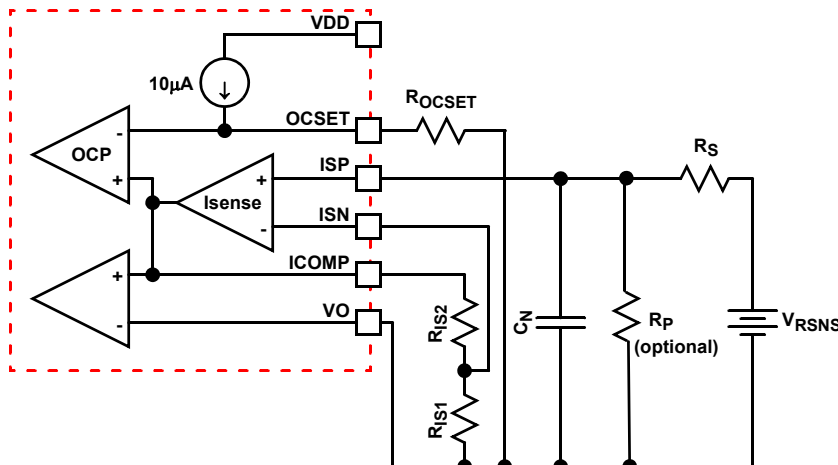 VDD
10µA
OCSET
ROCSET
-
OCP
+
ISP
RS
+
Isense
-
ISN
ICOMP
+
-
VO
RIS2
RIS1
CN
RP
(optional)
VRSNS